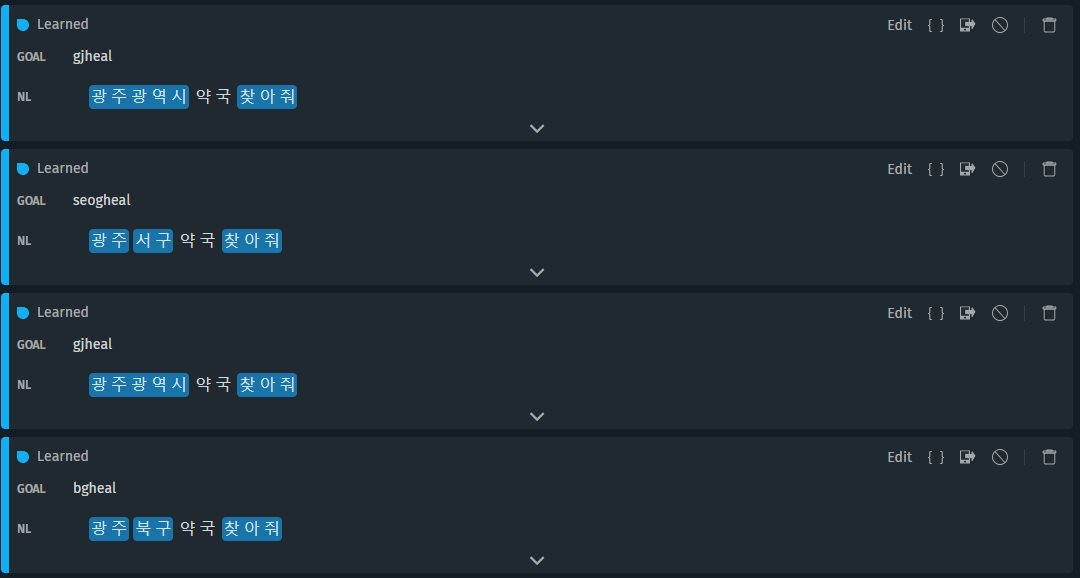 Learned Edit { }
GOAL gjheal
NL 광주광역시 약국 찾아줘
Learned Edit { }
GOAL seogheal
NL 광주 서구 약국 찾아줘
Learned Edit { }
GOAL gjheal
NL 광주광역시 약국 찾아줘
Learned Edit { }
GOAL bgheal
NL 광주 북구 약국 찾아줘